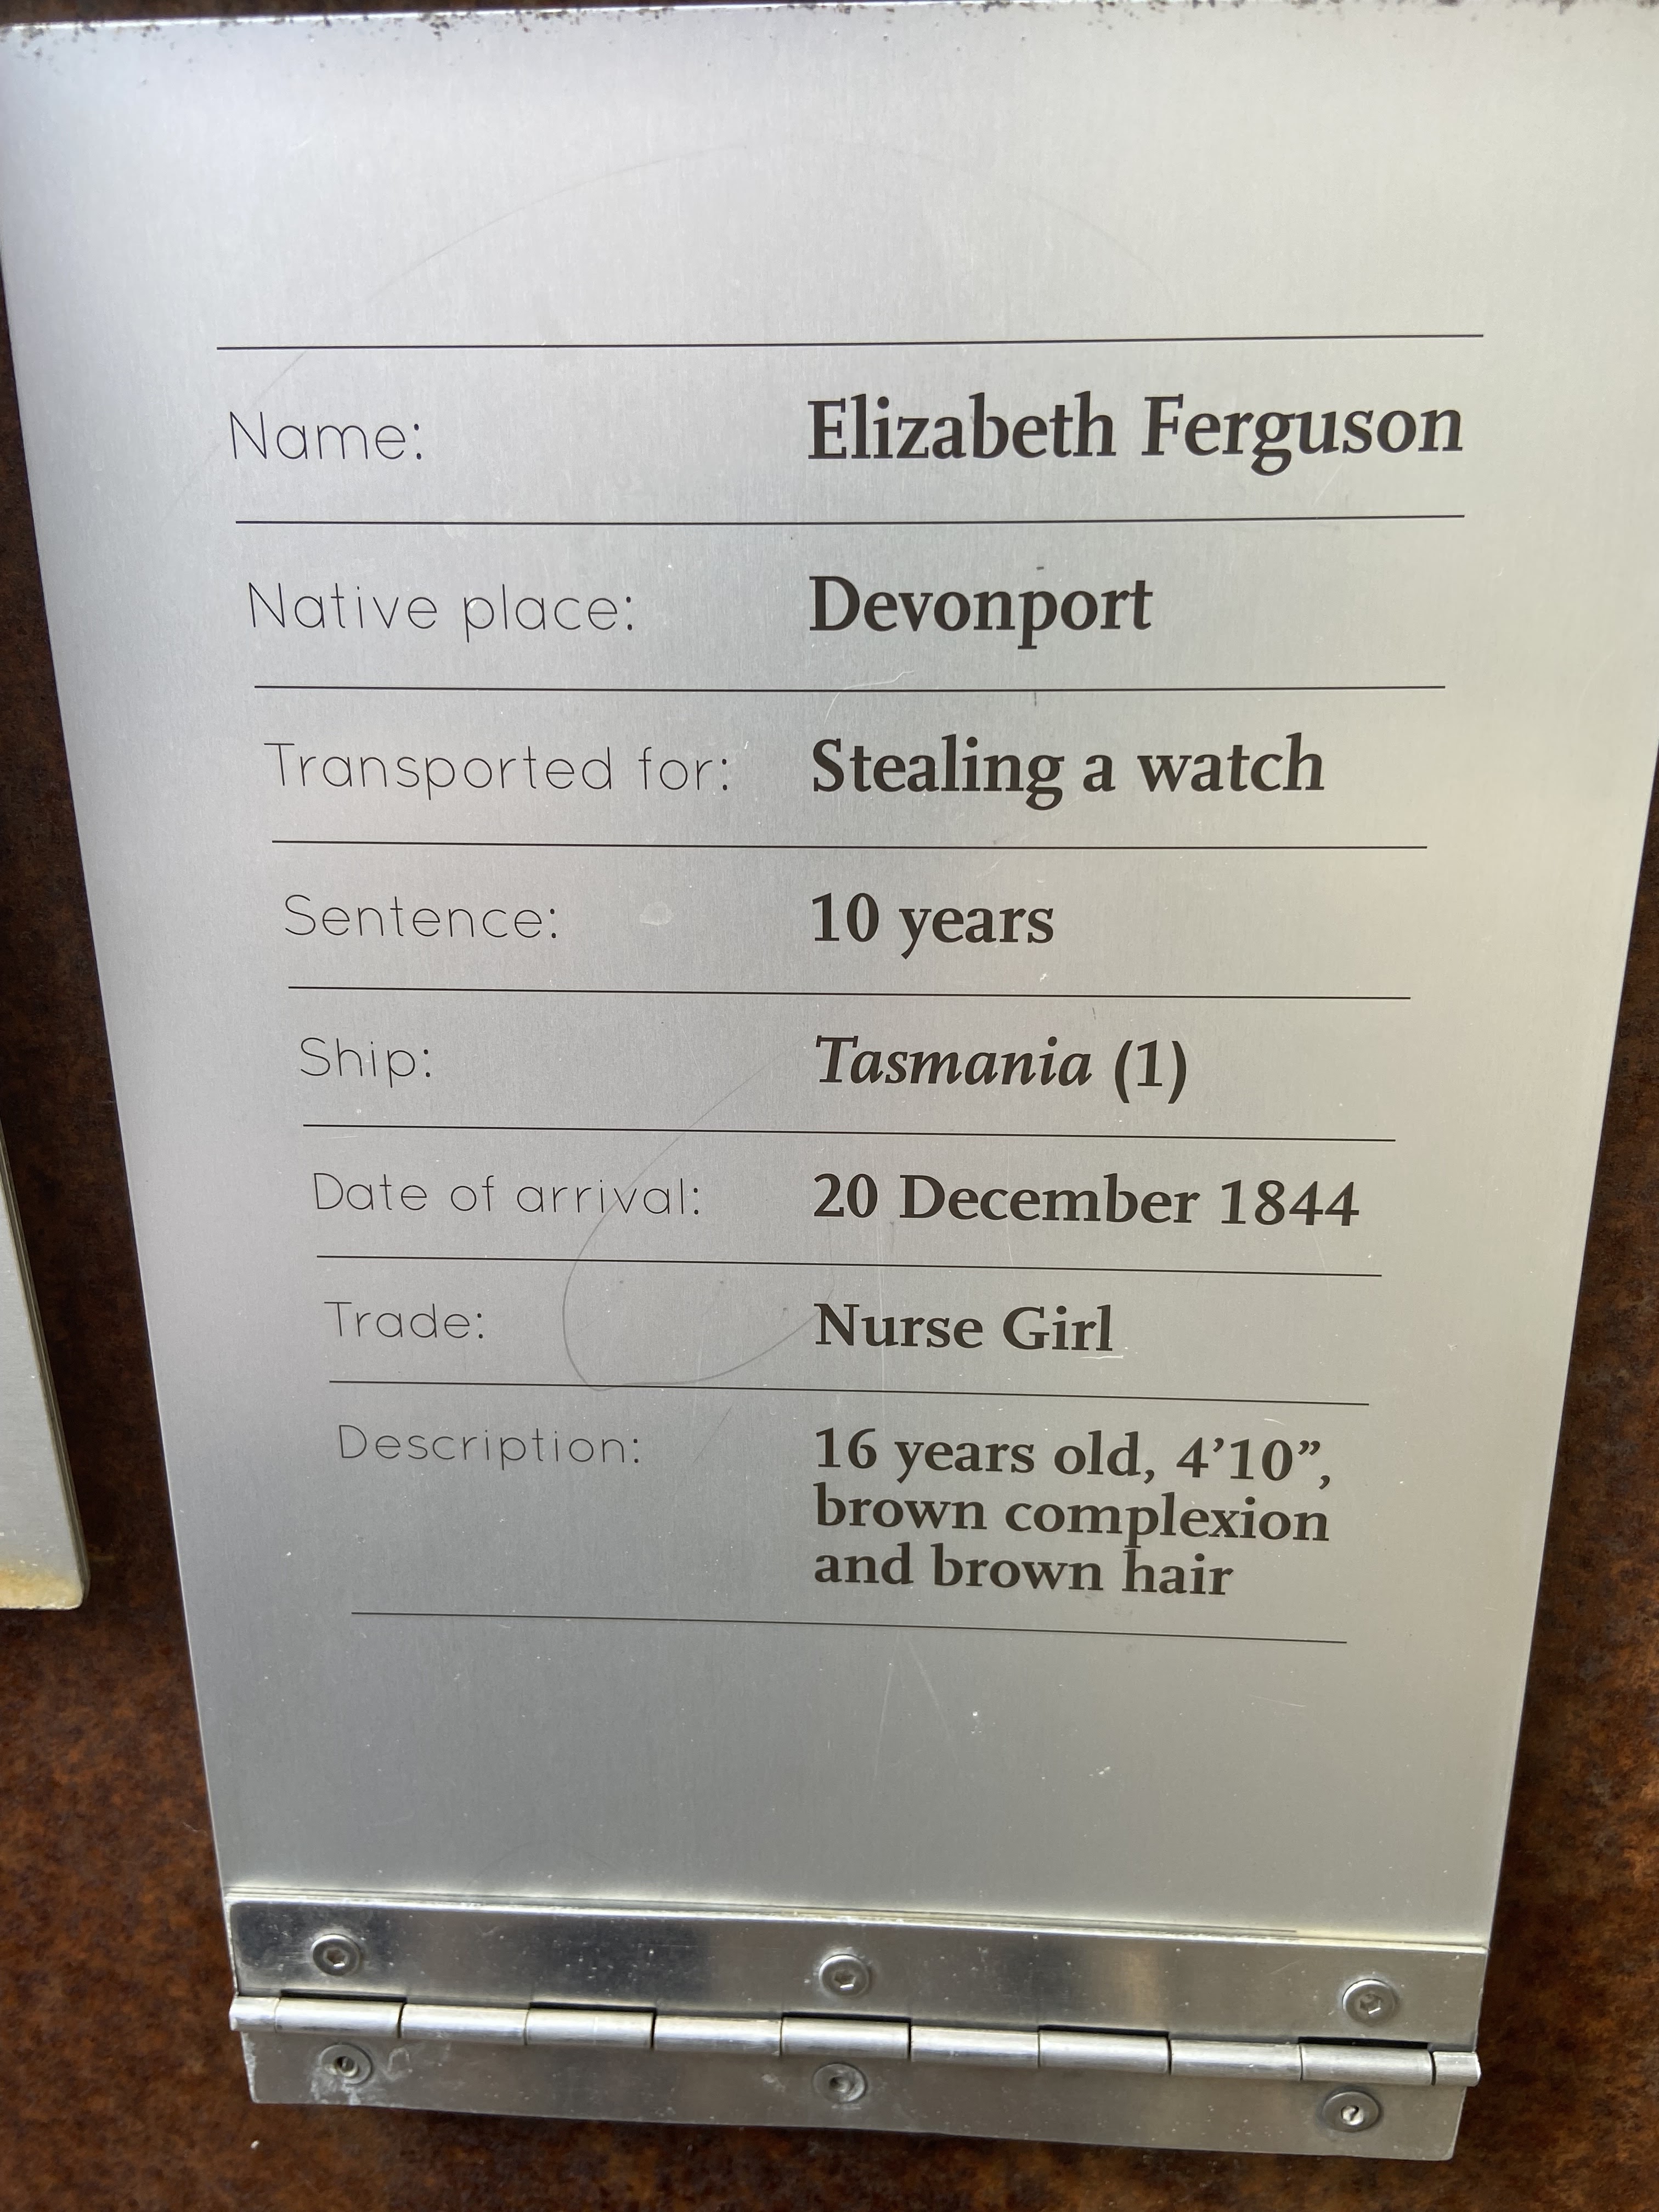 Name: Elizabeth Ferguson
Native place: Devonport
Transported for: Stealing a watch
Sentence: 10 years
Ship: Tasmania (1)
Date of arrival: 20 December 1844
Trade: Nurse Girl
Description: 16 years old, 4’10”,
brown complexion
and brown hair